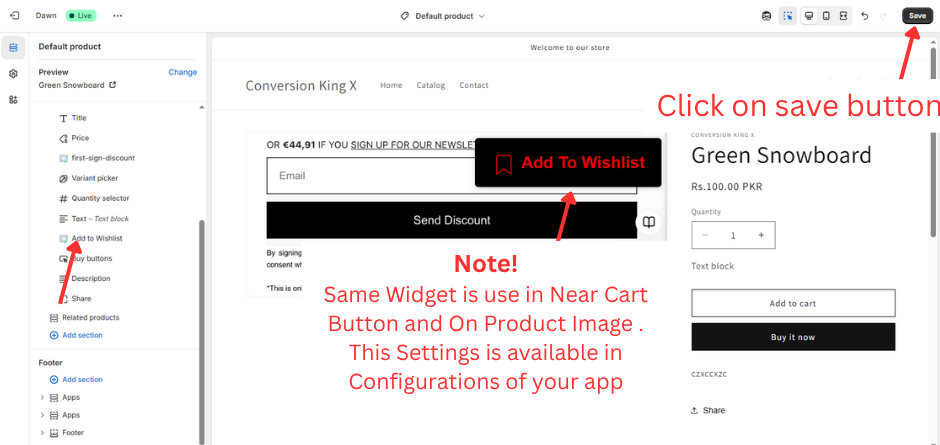 Dawn
Live
Default product
Save
Default product
Preview
Change
Green Snowboard
Title
Price
first-sign-discount
Variant picker
Quantity selector
Text – Text block
Add to Wishlist
Buy buttons
Description
Share
Related products
Add section
Footer
Add section
Apps
Apps
Footer
Welcome to our store
Conversion King X
Home
Catalog
Contact
Click on save button
OR €44,91 IF YOU SIGN UP FOR OUR NEWSLET
Email
Add To Wishlist
Send Discount
By signing
consent wh
*This is onl
Note!
Same Widget is use in Near Cart
Button and On Product Image .
This Settings is available in
Configurations of your app
CONVERSION KING X
Green Snowboard
Rs.100.00 PKR
Quantity
− 1 +
Text block
Add to cart
Buy it now
czxccxzc
Share